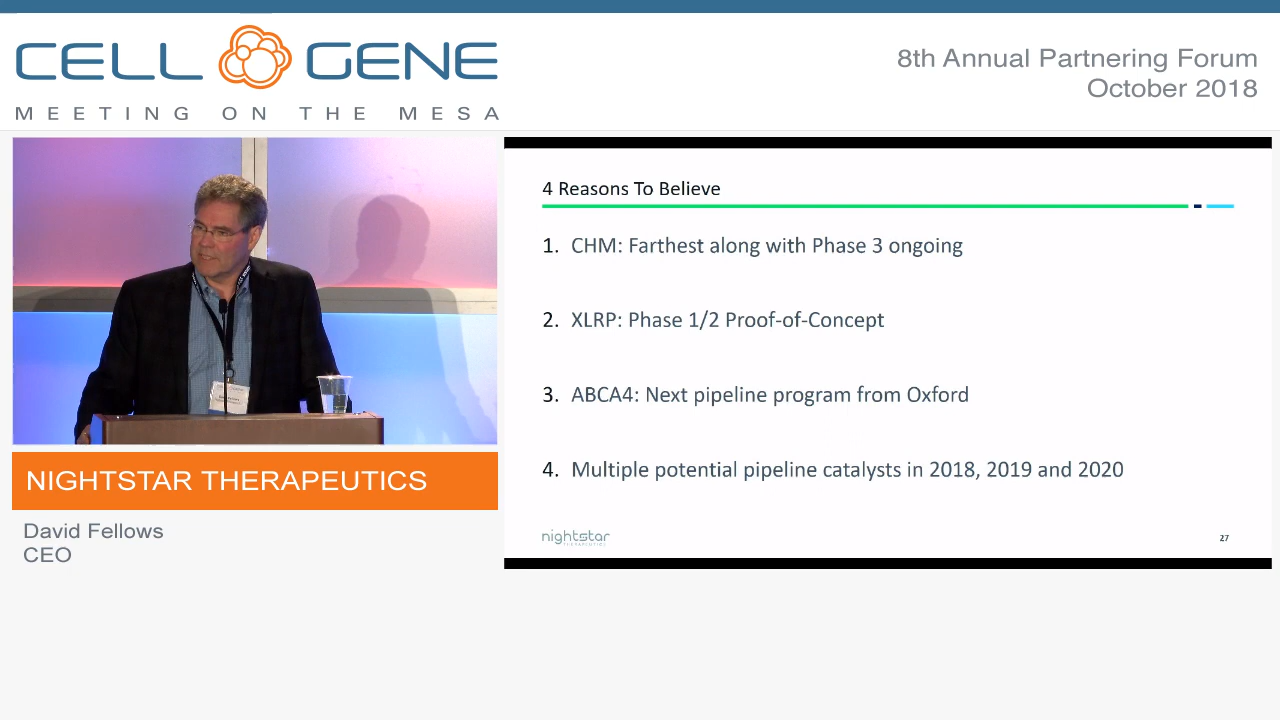 CELL GENE
MEETING ON THE MESA
8th Annual Partnering Forum
October 2018
4 Reasons To Believe
1. CHM: Farthest along with Phase 3 ongoing
2. XLRP: Phase 1/2 Proof-of-Concept
3. ABCA4: Next pipeline program from Oxford
4. Multiple potential pipeline catalysts in 2018, 2019 and 2020
nightstar
THERAPEUTICS
27
NIGHTSTAR THERAPEUTICS
David Fellows
CEO